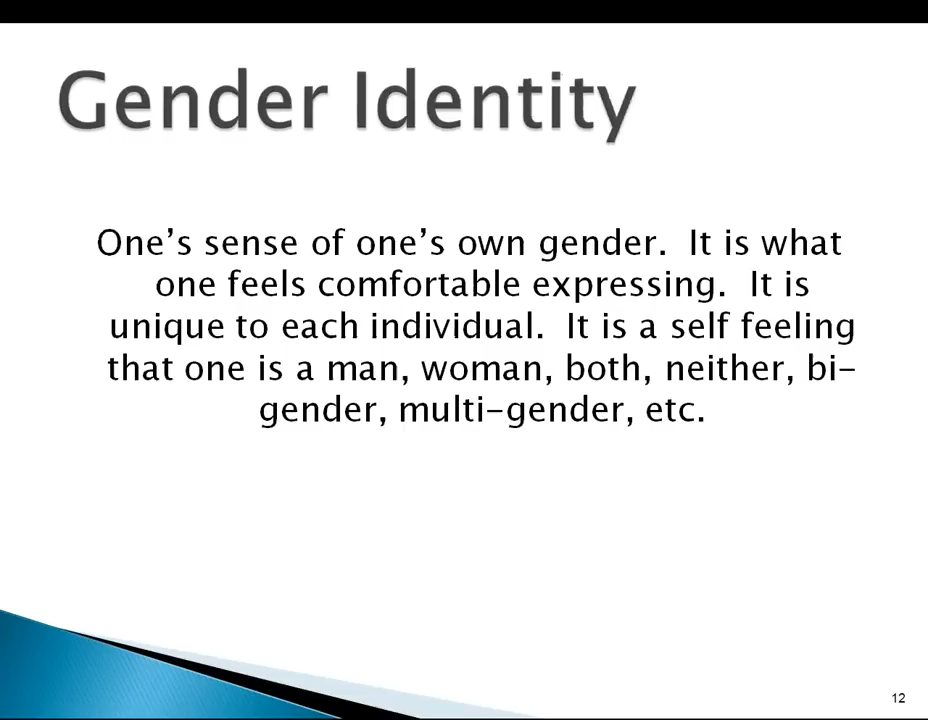 Gender Identity
One’s sense of one’s own gender.  It is what
one feels comfortable expressing.  It is
unique to each individual.  It is a self feeling
that one is a man, woman, both, neither, bi-
gender, multi-gender, etc.
12